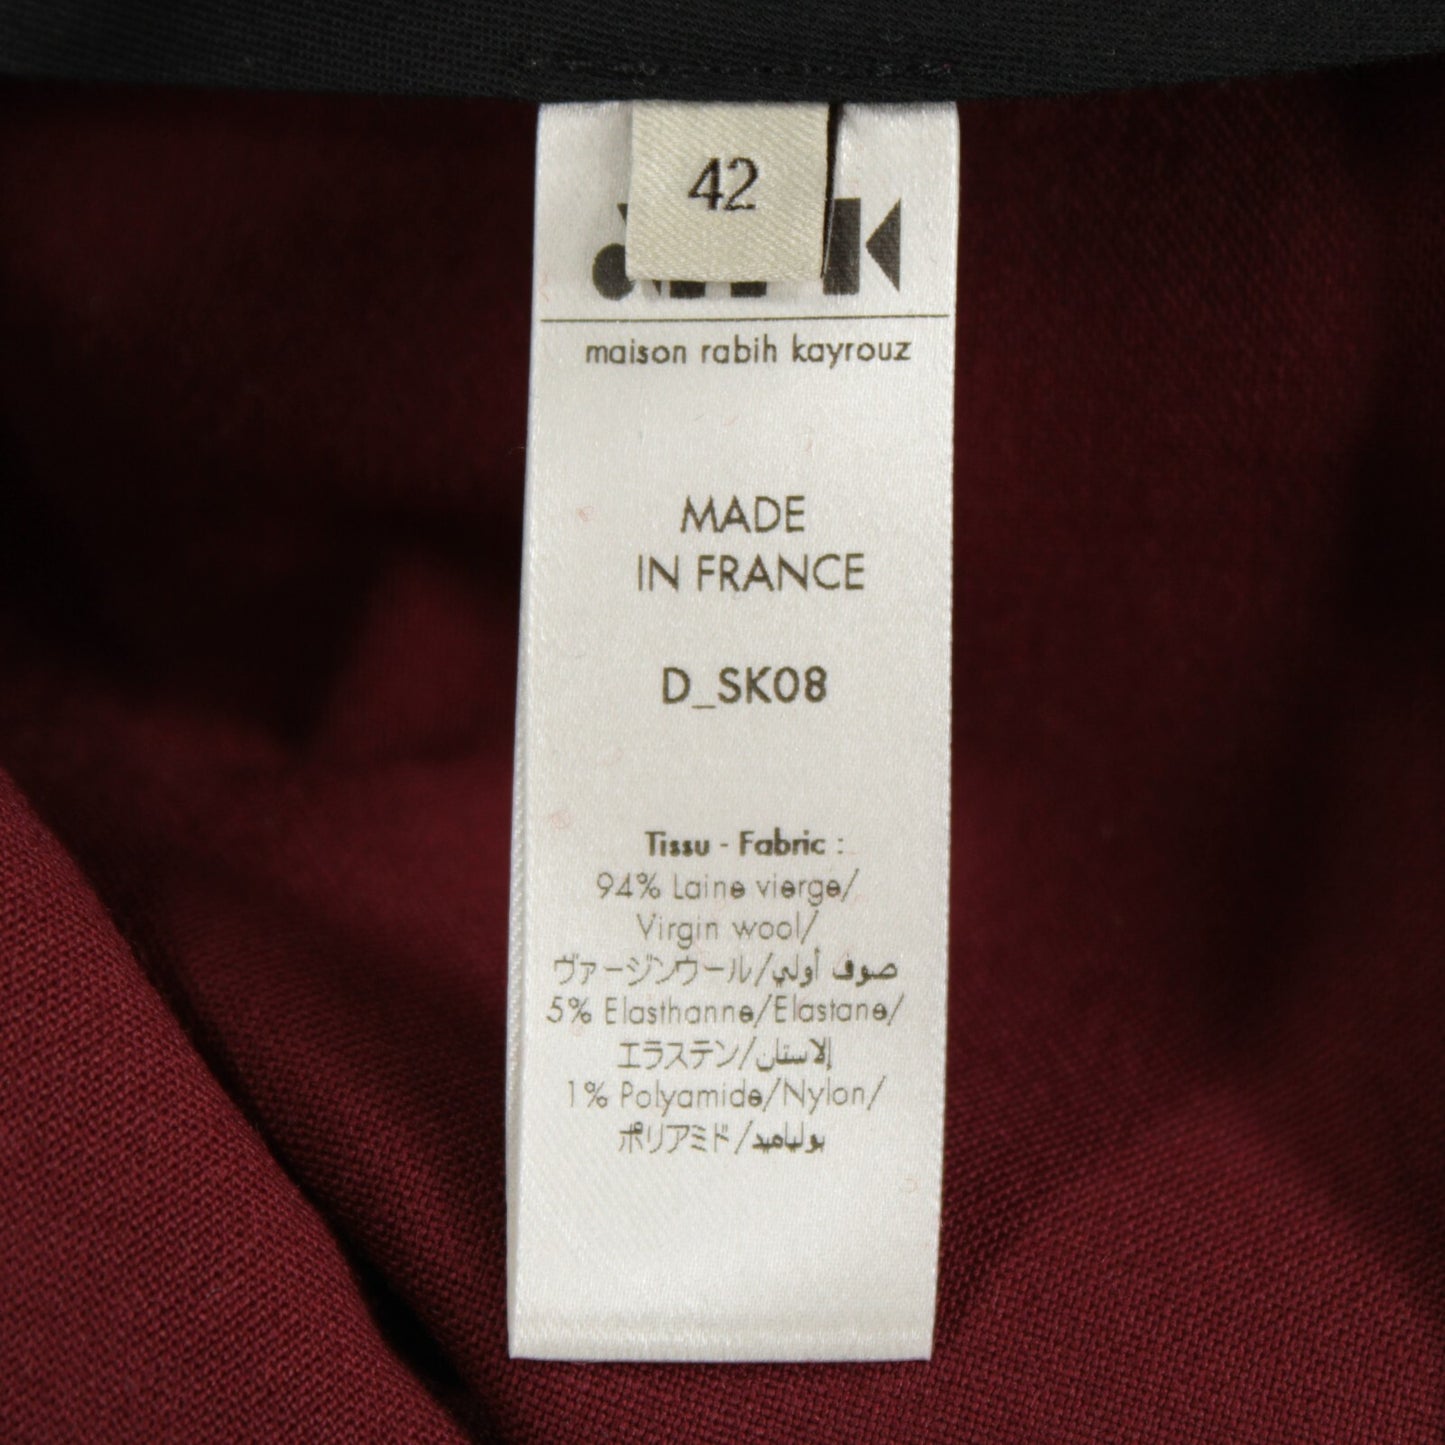 42
maison rabih kayrouz
MADE
IN FRANCE
D_SK08
Tissu - Fabric :
94% Laine vierge/
Virgin wool/
ヴァージンウール/صوف أولي
5% Elasthanne/Elastane/
エラステン/إلاستان
1% Polyamide/Nylon/
ポリアミド/بولياميد